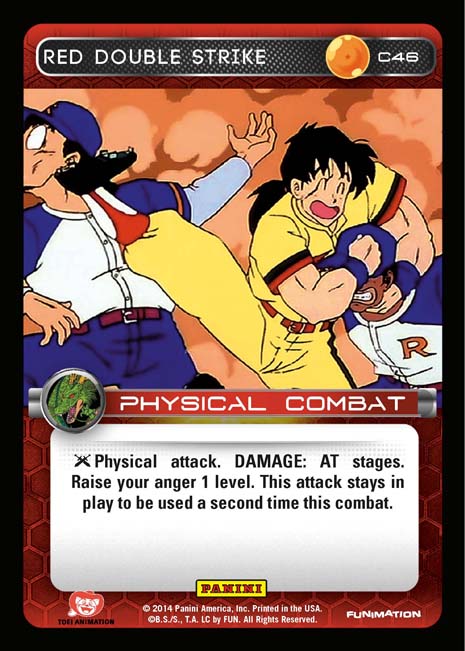 RED DOUBLE STRIKE C46
R
PHYSICAL COMBAT
Physical attack. DAMAGE: AT stages.
Raise your anger 1 level. This attack stays in
play to be used a second time this combat.
PANINI
TOEI ANIMATION
© 2014 Panini America, Inc. Printed in the USA.
©B.S./S., T.A. LC by FUN. All Rights Reserved.
FUNIMATION